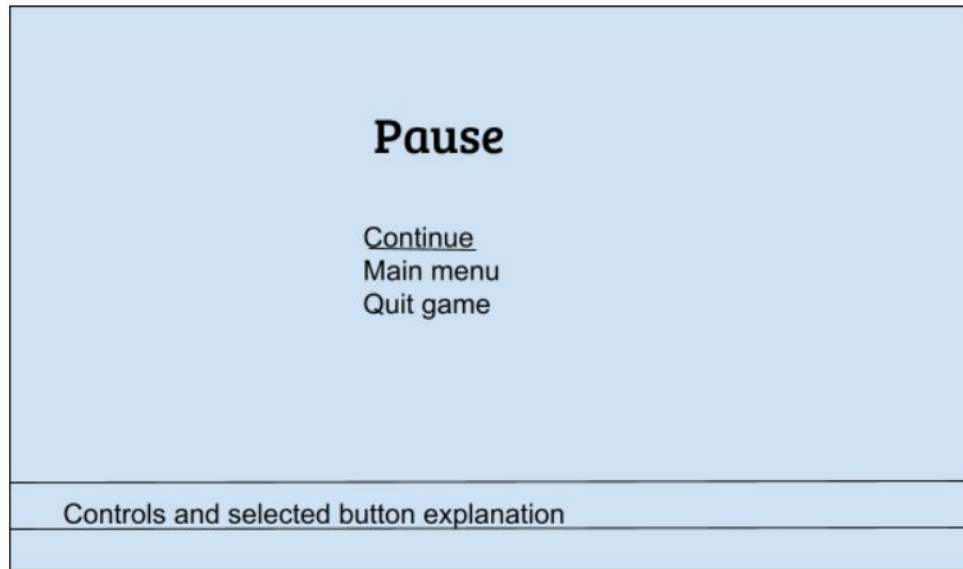 Pause
Continue
Main menu
Quit game
Controls and selected button explanation